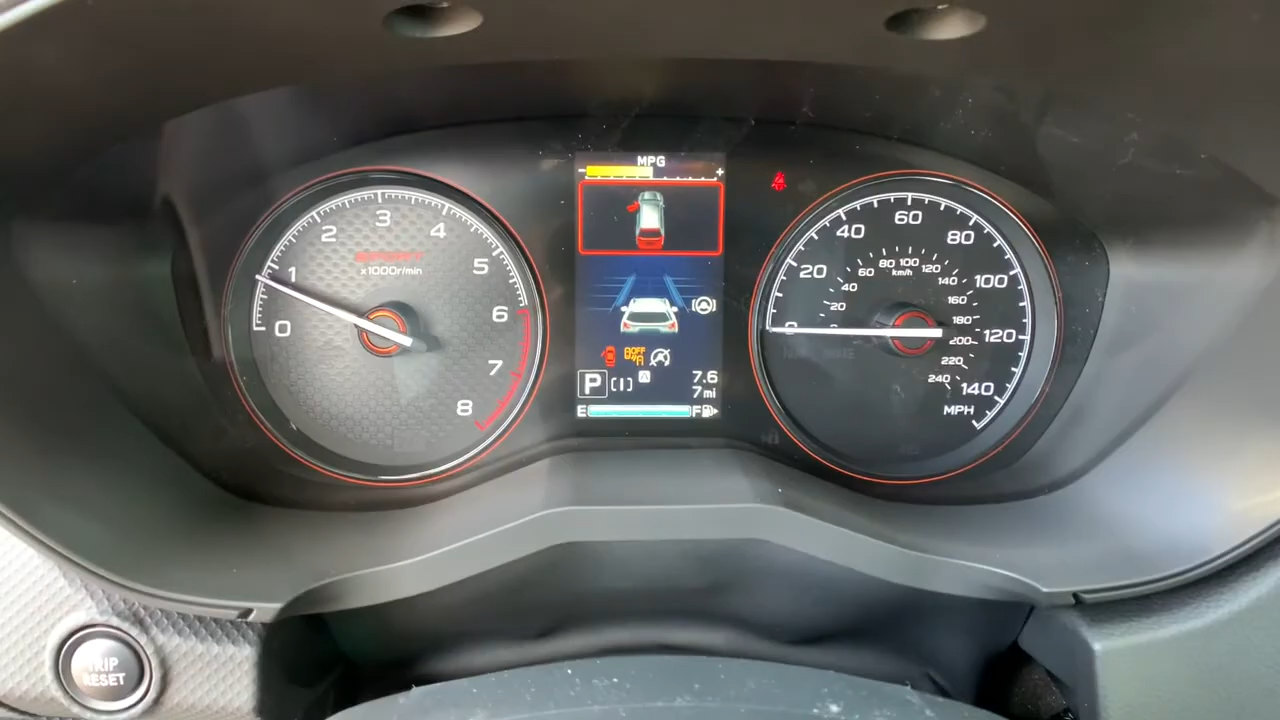 MPG
- +
0 1 2 3 4 5 6 7 8
x1000r/min
OFF
A
P
7.6
7mi
E F
0 20 40 60 80 100 120 140
MPH
20 40 60 80 100 120 140 160 180 200 220 240
km/h
TRIP
RESET